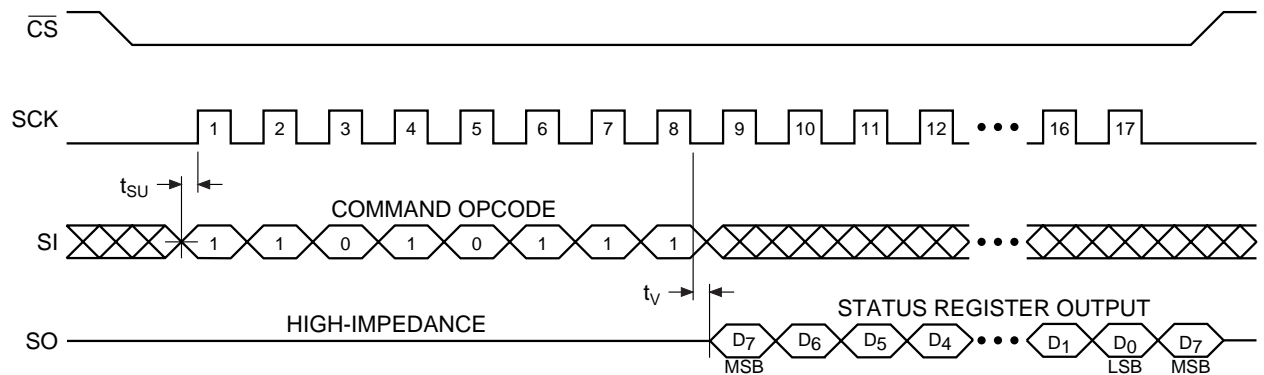 CS
SCK 1 2 3 4 5 6 7 8 9 10 11 12 ••• 16 17
tSU
COMMAND OPCODE
SI 1 1 0 1 0 1 1 1 •••
tV
HIGH-IMPEDANCE STATUS REGISTER OUTPUT
SO D7 D6 D5 D4 ••• D1 D0 D7
MSB LSB MSB